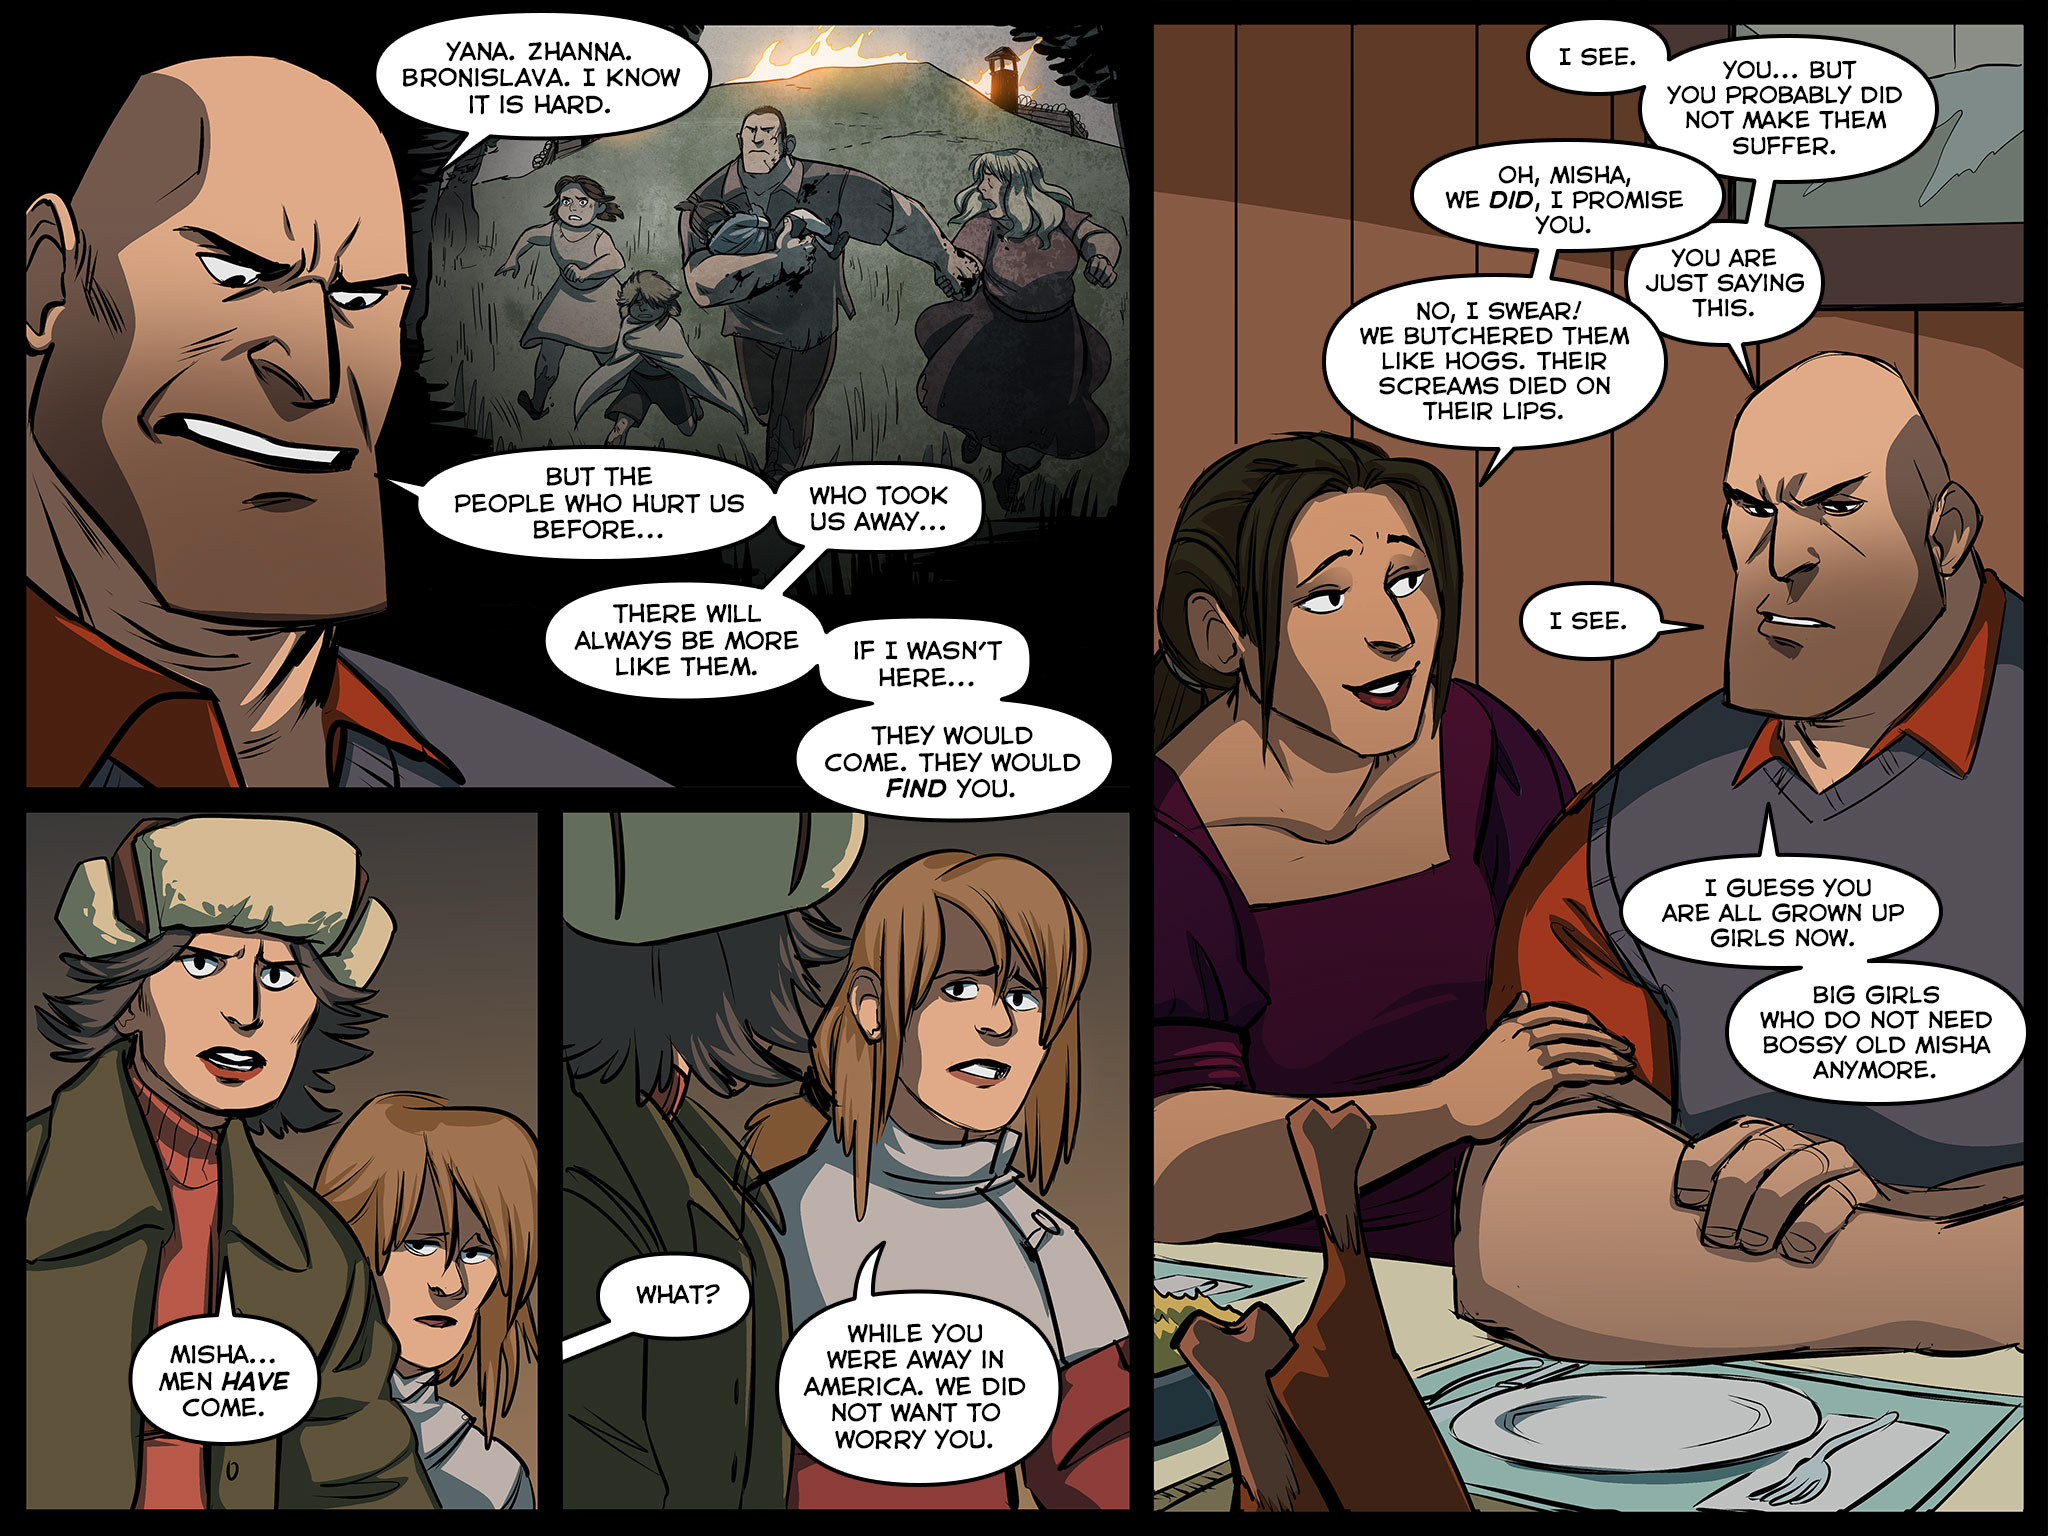 YANA. ZHANNA.
BRONISLAVA. I KNOW
IT IS HARD.
BUT THE
PEOPLE WHO HURT US
BEFORE...
WHO TOOK
US AWAY...
THERE WILL
ALWAYS BE MORE
LIKE THEM.
IF I WASN'T
HERE...
THEY WOULD
COME. THEY WOULD
FIND YOU.
MISHA...
MEN HAVE
COME.
WHAT?
WHILE YOU
WERE AWAY IN
AMERICA. WE DID
NOT WANT TO
WORRY YOU.
I SEE.
YOU... BUT
YOU PROBABLY DID
NOT MAKE THEM
SUFFER.
OH, MISHA,
WE DID, I PROMISE
YOU.
YOU ARE
JUST SAYING
THIS.
NO, I SWEAR!
WE BUTCHERED THEM
LIKE HOGS. THEIR
SCREAMS DIED ON
THEIR LIPS.
I SEE.
I GUESS YOU
ARE ALL GROWN UP
GIRLS NOW.
BIG GIRLS
WHO DO NOT NEED
BOSSY OLD MISHA
ANYMORE.